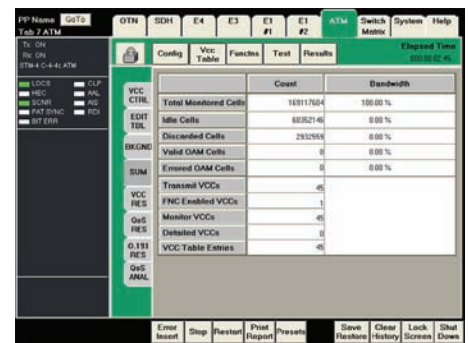 PP Name GoTo
Tab 7 ATM
OTN SDH E4 E3 E1 #1 E1 #2 ATM Switch Matrix System Help
Tx: ON
Rx: ON
STM-4 C-4-4c ATM
Config Vcc Table Functns Test Results
Elapsed Time
000:00:02:45
LOCS CLP
HEC AAL
SCNR AIS
PAT SYNC RDI
BIT ERR
VCC CTRL
EDIT TBL
BKGND
SUM
VCC RES
QoS RES
O.191 RES
QoS ANAL
Count Bandwidth
Total Monitored Cells 169117604 100.00 %
Idle Cells 60352146 0.00 %
Discarded Cells 2932559 0.00 %
Valid OAM Cells 0 0.00 %
Errored OAM Cells 0 0.00 %
Transmit VCCs 45
FNC Enabled VCCs 1
Monitor VCCs 45
Detailed VCCs 0
VCC Table Entries 45
Error Insert Stop Restart Print Report Presets Save Restore Clear History Lock Screen Shut Down